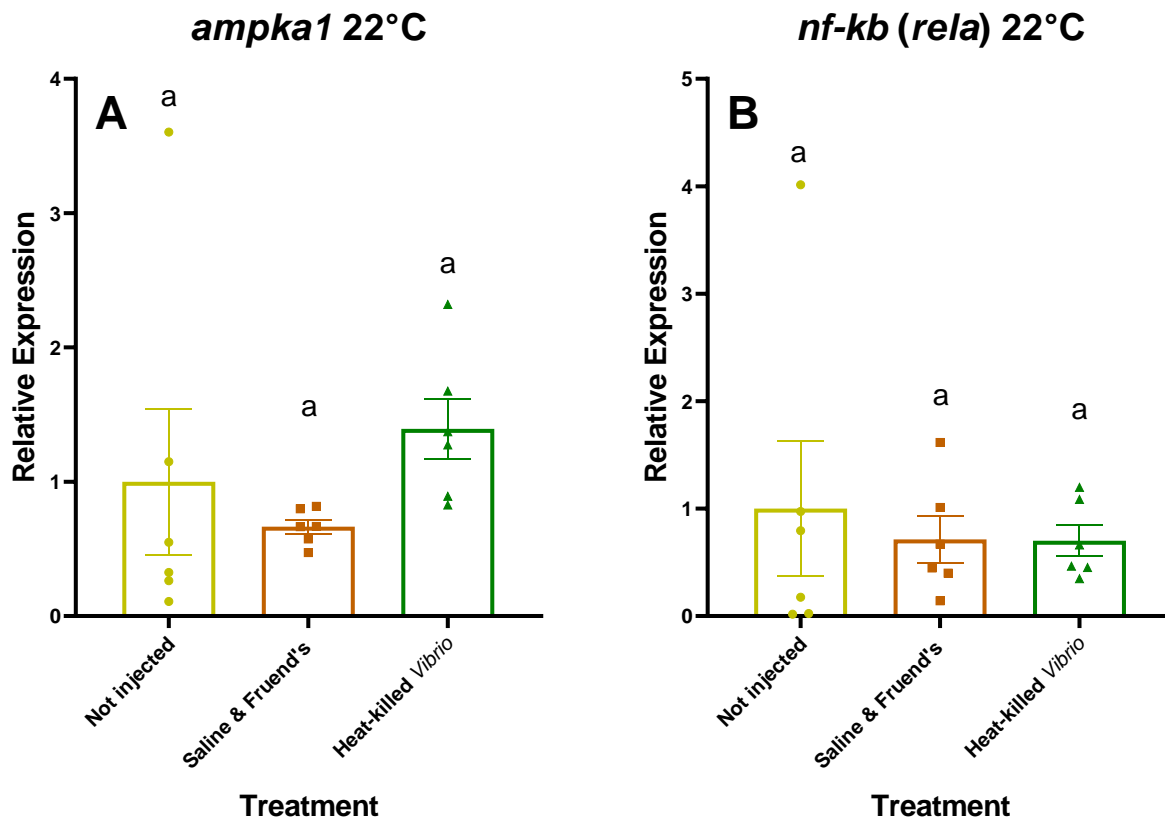 ampka1 22°C
A
Relative Expression
4
3
2
1
0
a
a
a
Not injected
Saline & Fruend's
Heat-killed Vibrio
Treatment
nf-kb (rela) 22°C
B
Relative Expression
5
4
3
2
1
0
a
a
a
Not injected
Saline & Fruend's
Heat-killed Vibrio
Treatment